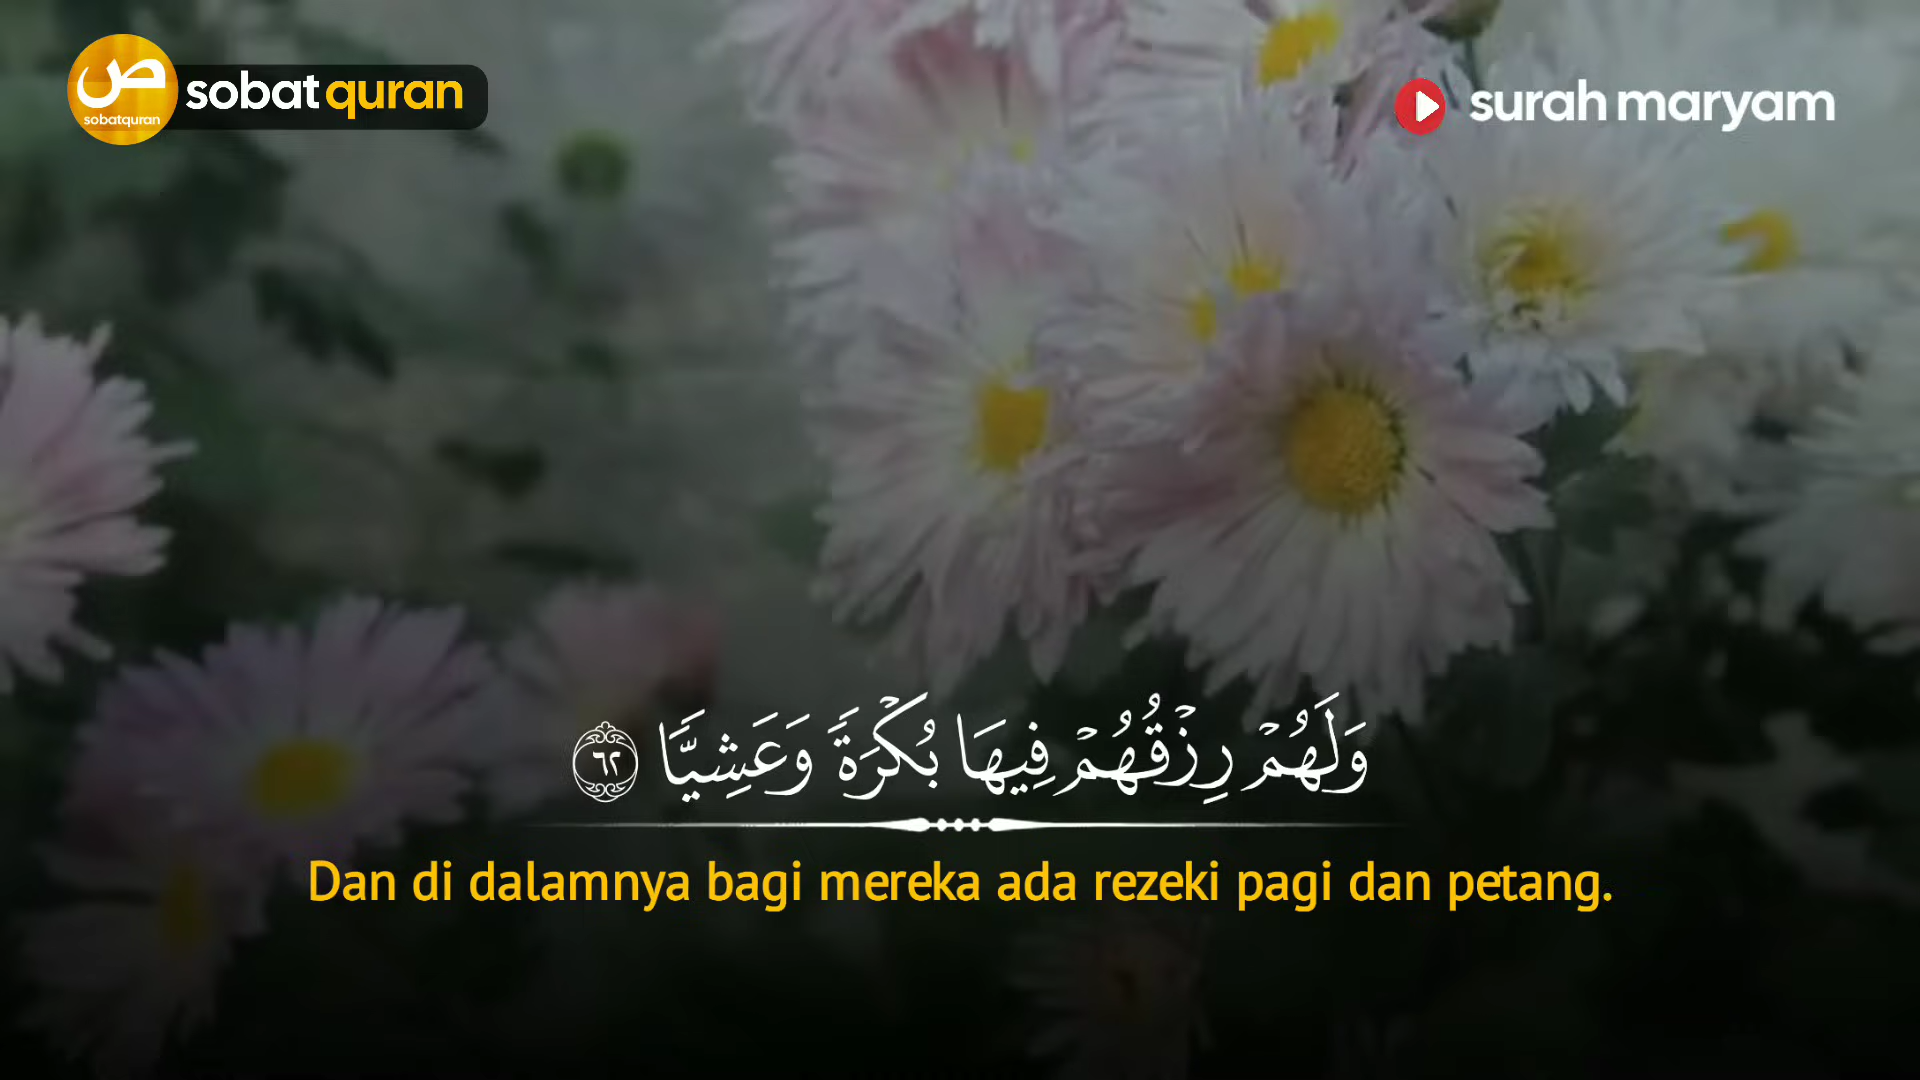 ص
sobatquran
sobat quran
surah maryam
وَلَهُمْ رِزْقُهُمْ فِيهَا بُكْرَةً وَعَشِيًّا ٦٢
Dan di dalamnya bagi mereka ada rezeki pagi dan petang.